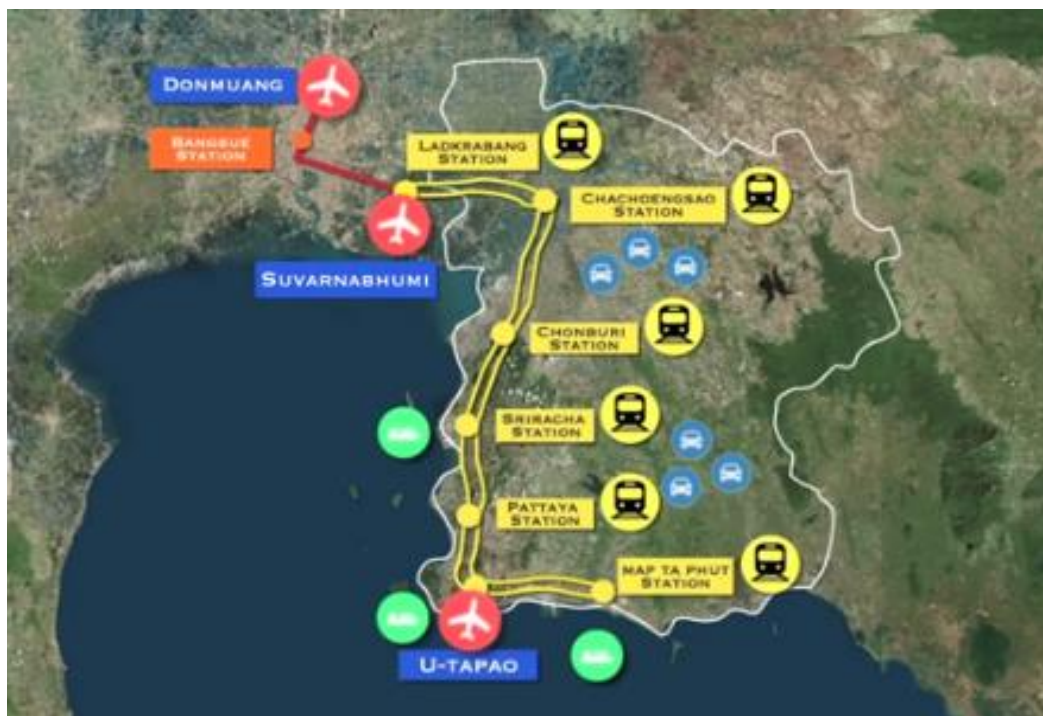 DONMUANG
BANGSUE
STATION
LADKRABANG
STATION
CHACHOENGSAO
STATION
SUVARNABHUMI
CHONBURI
STATION
SRIRACHA
STATION
PATTAYA
STATION
MAP TA PHUT
STATION
U-TAPAO